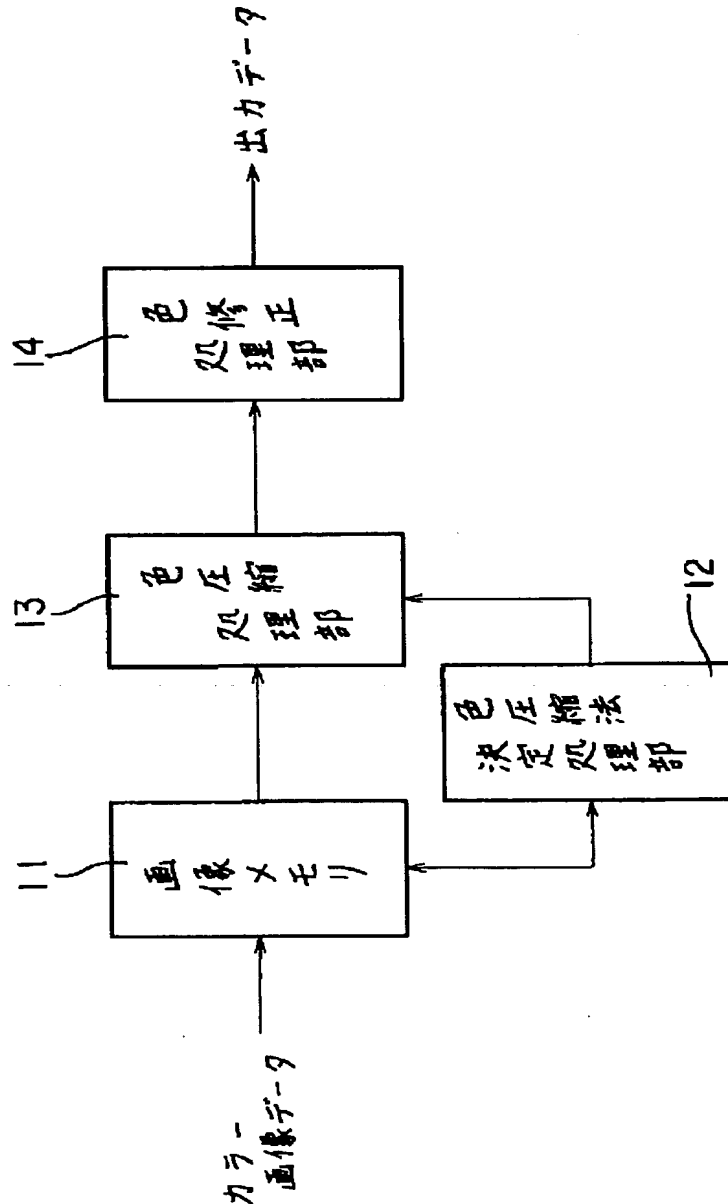 カラー
画像データ
11
画像メモリ
12
色圧縮法
決定処理部
13
色圧縮
処理部
14
色修正
処理部
出力データ